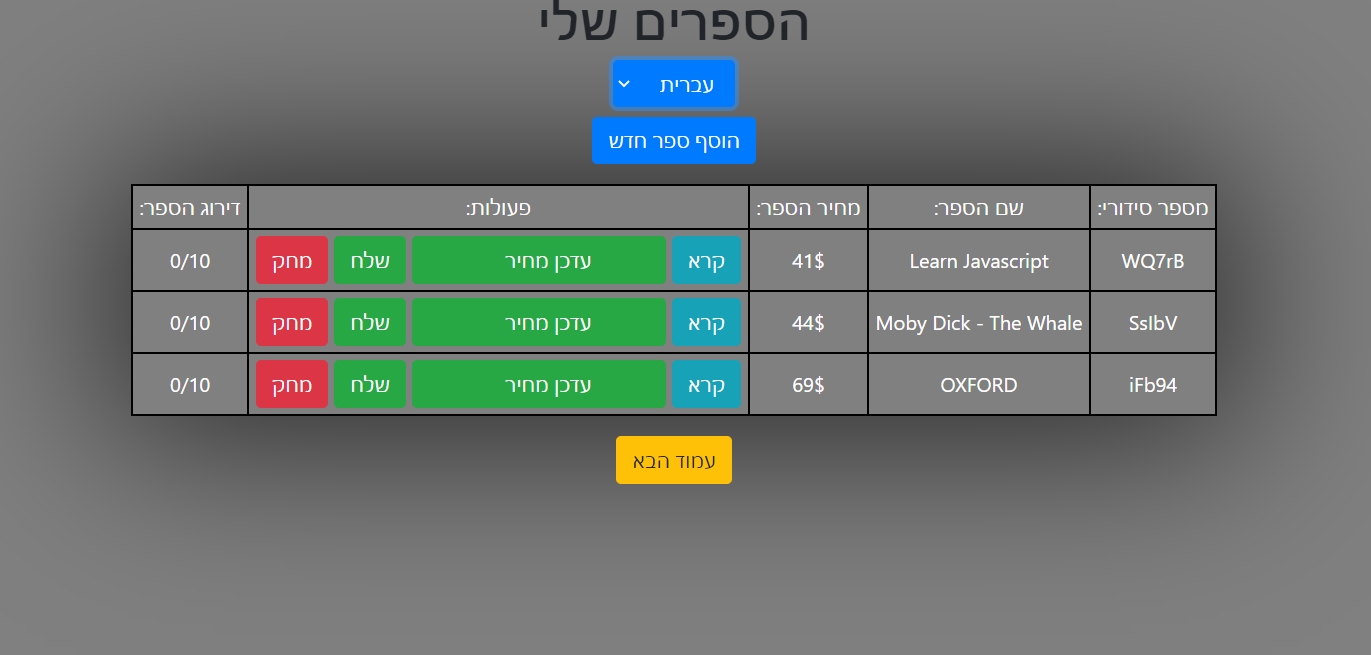 הספרים שלי
עברית
הוסף ספר חדש
מספר סידורי: שם הספר: מחיר הספר: פעולות: דירוג הספר:
WQ7rB Learn Javascript 41$ קרא עדכן מחיר שלח מחק 0/10
SsIbV Moby Dick - The Whale 44$ קרא עדכן מחיר שלח מחק 0/10
iFb94 OXFORD 69$ קרא עדכן מחיר שלח מחק 0/10
עמוד הבא